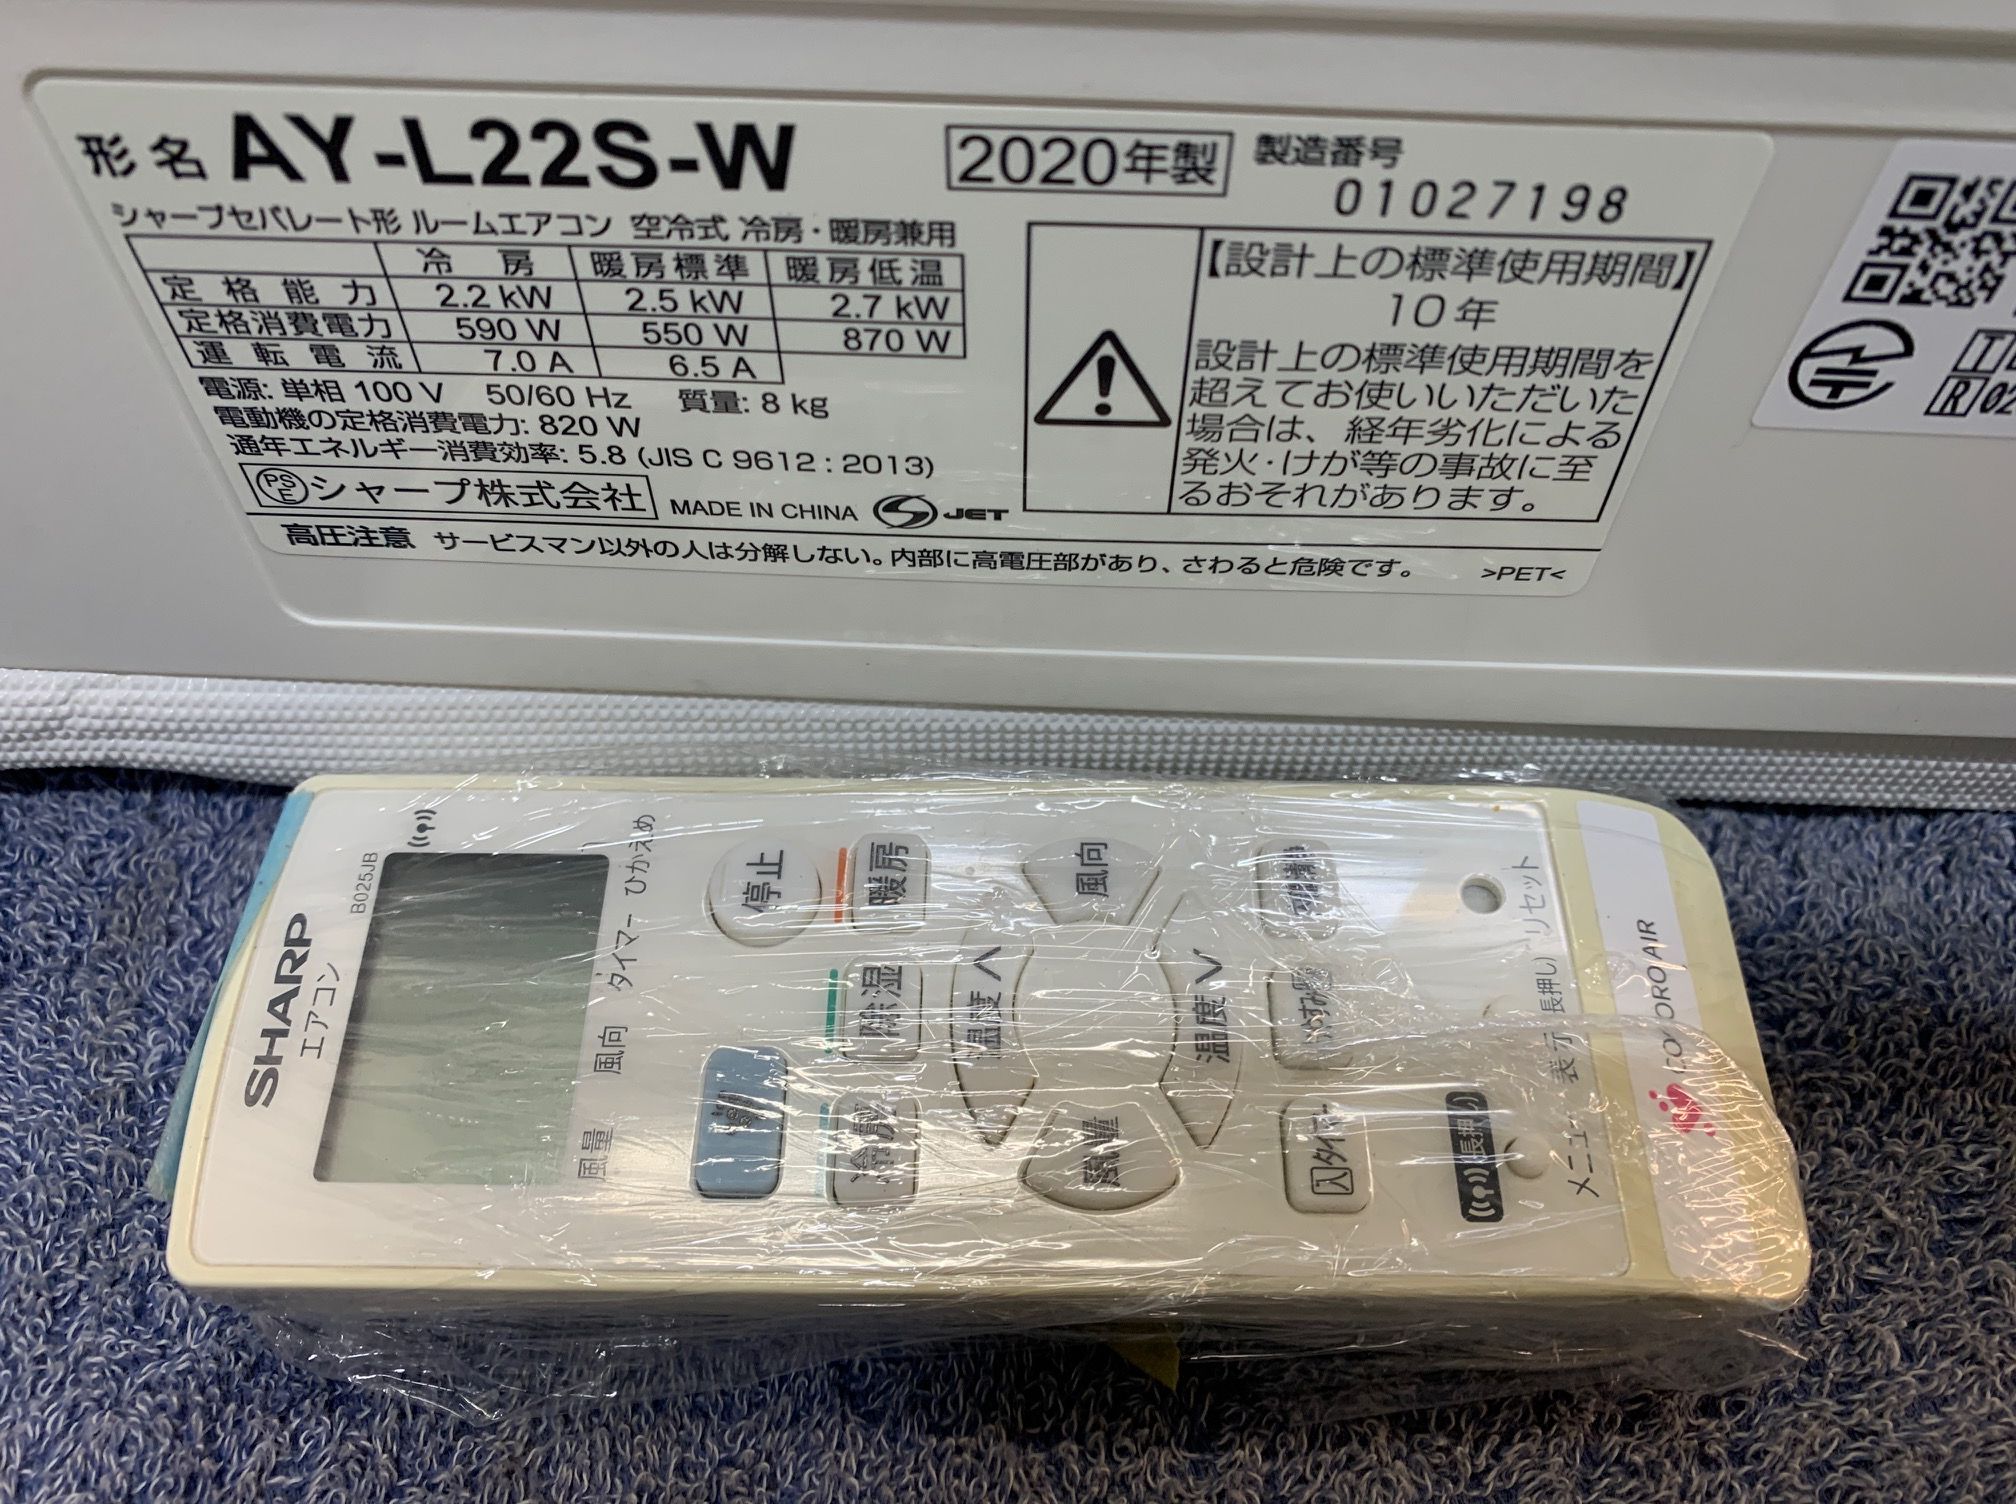 形名 AY-L22S-W
2020年製
製造番号
01027198
シャープセパレート形 ルームエアコン 空冷式 冷房・暖房兼用
冷房 暖房標準 暖房低温
定格能力 2.2 kW 2.5 kW 2.7 kW
定格消費電力 590 W 550 W 870 W
運転電流 7.0 A 6.5 A
電源: 単相 100 V 50/60 Hz 質量: 8 kg
電動機の定格消費電力: 820 W
通年エネルギー消費効率: 5.8 (JIS C 9612 : 2013)
PSE シャープ株式会社 MADE IN CHINA JET
【設計上の標準使用期間】
10年
設計上の標準使用期間を
超えてお使いいただいた
場合は、経年劣化による
発火・けが等の事故に至
るおそれがあります。
高圧注意 サービスマン以外の人は分解しない。内部に高電圧部があり、さわると危険です。 >PET<
R
SHARP
エアコン
B025JB
風量 風向 タイマー ひかえめ
停止
冷房 除湿 暖房
温度
風量 風向
温度
入タイマー
長押し
メニュー 表示 (長押し) リセット
COCORO AIR